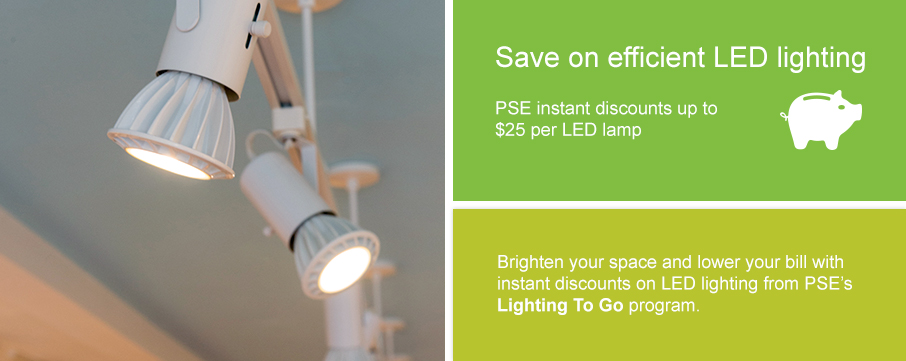 Save on efficient LED lighting
PSE instant discounts up to
$25 per LED lamp
Brighten your space and lower your bill with
instant discounts on LED lighting from PSE’s
Lighting To Go program.